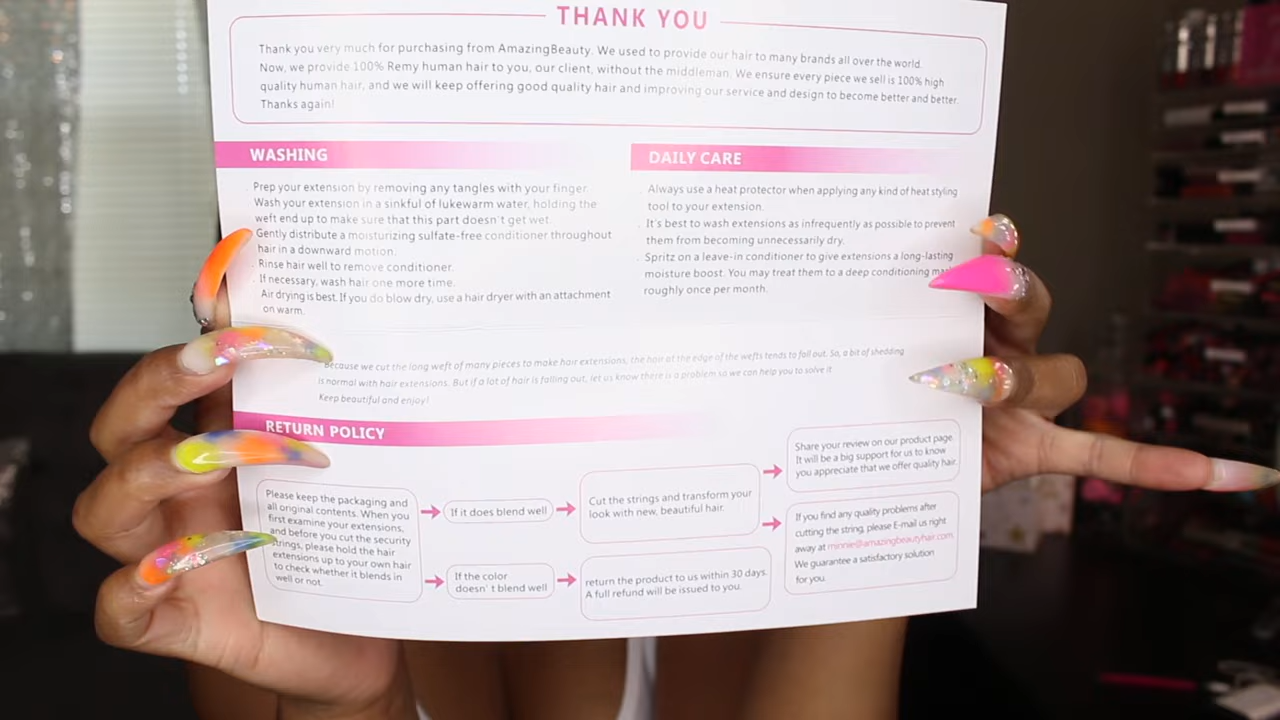 THANK YOU
Thank you very much for purchasing from AmazingBeauty. We used to provide our hair to many brands all over the world.
Now, we provide 100% Remy human hair to you, our client, without the middleman. We ensure every piece we sell is 100% high
quality human hair, and we will keep offering good quality hair and improving our service and design to become better and better.
Thanks again!
WASHING
. Prep your extension by removing any tangles with your finger.
Wash your extension in a sinkful of lukewarm water, holding the
weft end up to make sure that this part doesn't get wet.
Gently distribute a moisturizing sulfate-free conditioner throughout
hair in a downward motion.
. Rinse hair well to remove conditioner.
. If necessary, wash hair one more time.
Air drying is best. If you do blow dry, use a hair dryer with an attachment
on warm.
DAILY CARE
. Always use a heat protector when applying any kind of heat styling
tool to your extension.
. It's best to wash extensions as infrequently as possible to prevent
them from becoming unnecessarily dry.
. Spritz on a leave-in conditioner to give extensions a long-lasting
moisture boost. You may treat them to a deep conditioning
roughly once per month.
Because we cut the long weft of many pieces to make hair extensions, the hair at the edge of the wefts tends to fall out. So, a bit of shedding
is normal with hair extensions. But if a lot of hair is falling out, let us know there is a problem so we can help you to solve it.
Keep beautiful and enjoy!
RETURN POLICY
Please keep the packaging and
all original contents. When you
first examine your extensions,
and before you cut the security
strings, please hold the hair
extensions up to your own hair
to check whether it blends in
well or not.
If it does blend well
If the color
doesn't blend well
Cut the strings and transform your
look with new, beautiful hair.
return the product to us within 30 days.
A full refund will be issued to you.
Share your review on our product page.
It will be a big support for us to know
you appreciate that we offer quality hair.
If you find any quality problems after
cutting the string, please E-mail us right
away at minnie@amazingbeautyhair.com
We guarantee a satisfactory solution
for you.